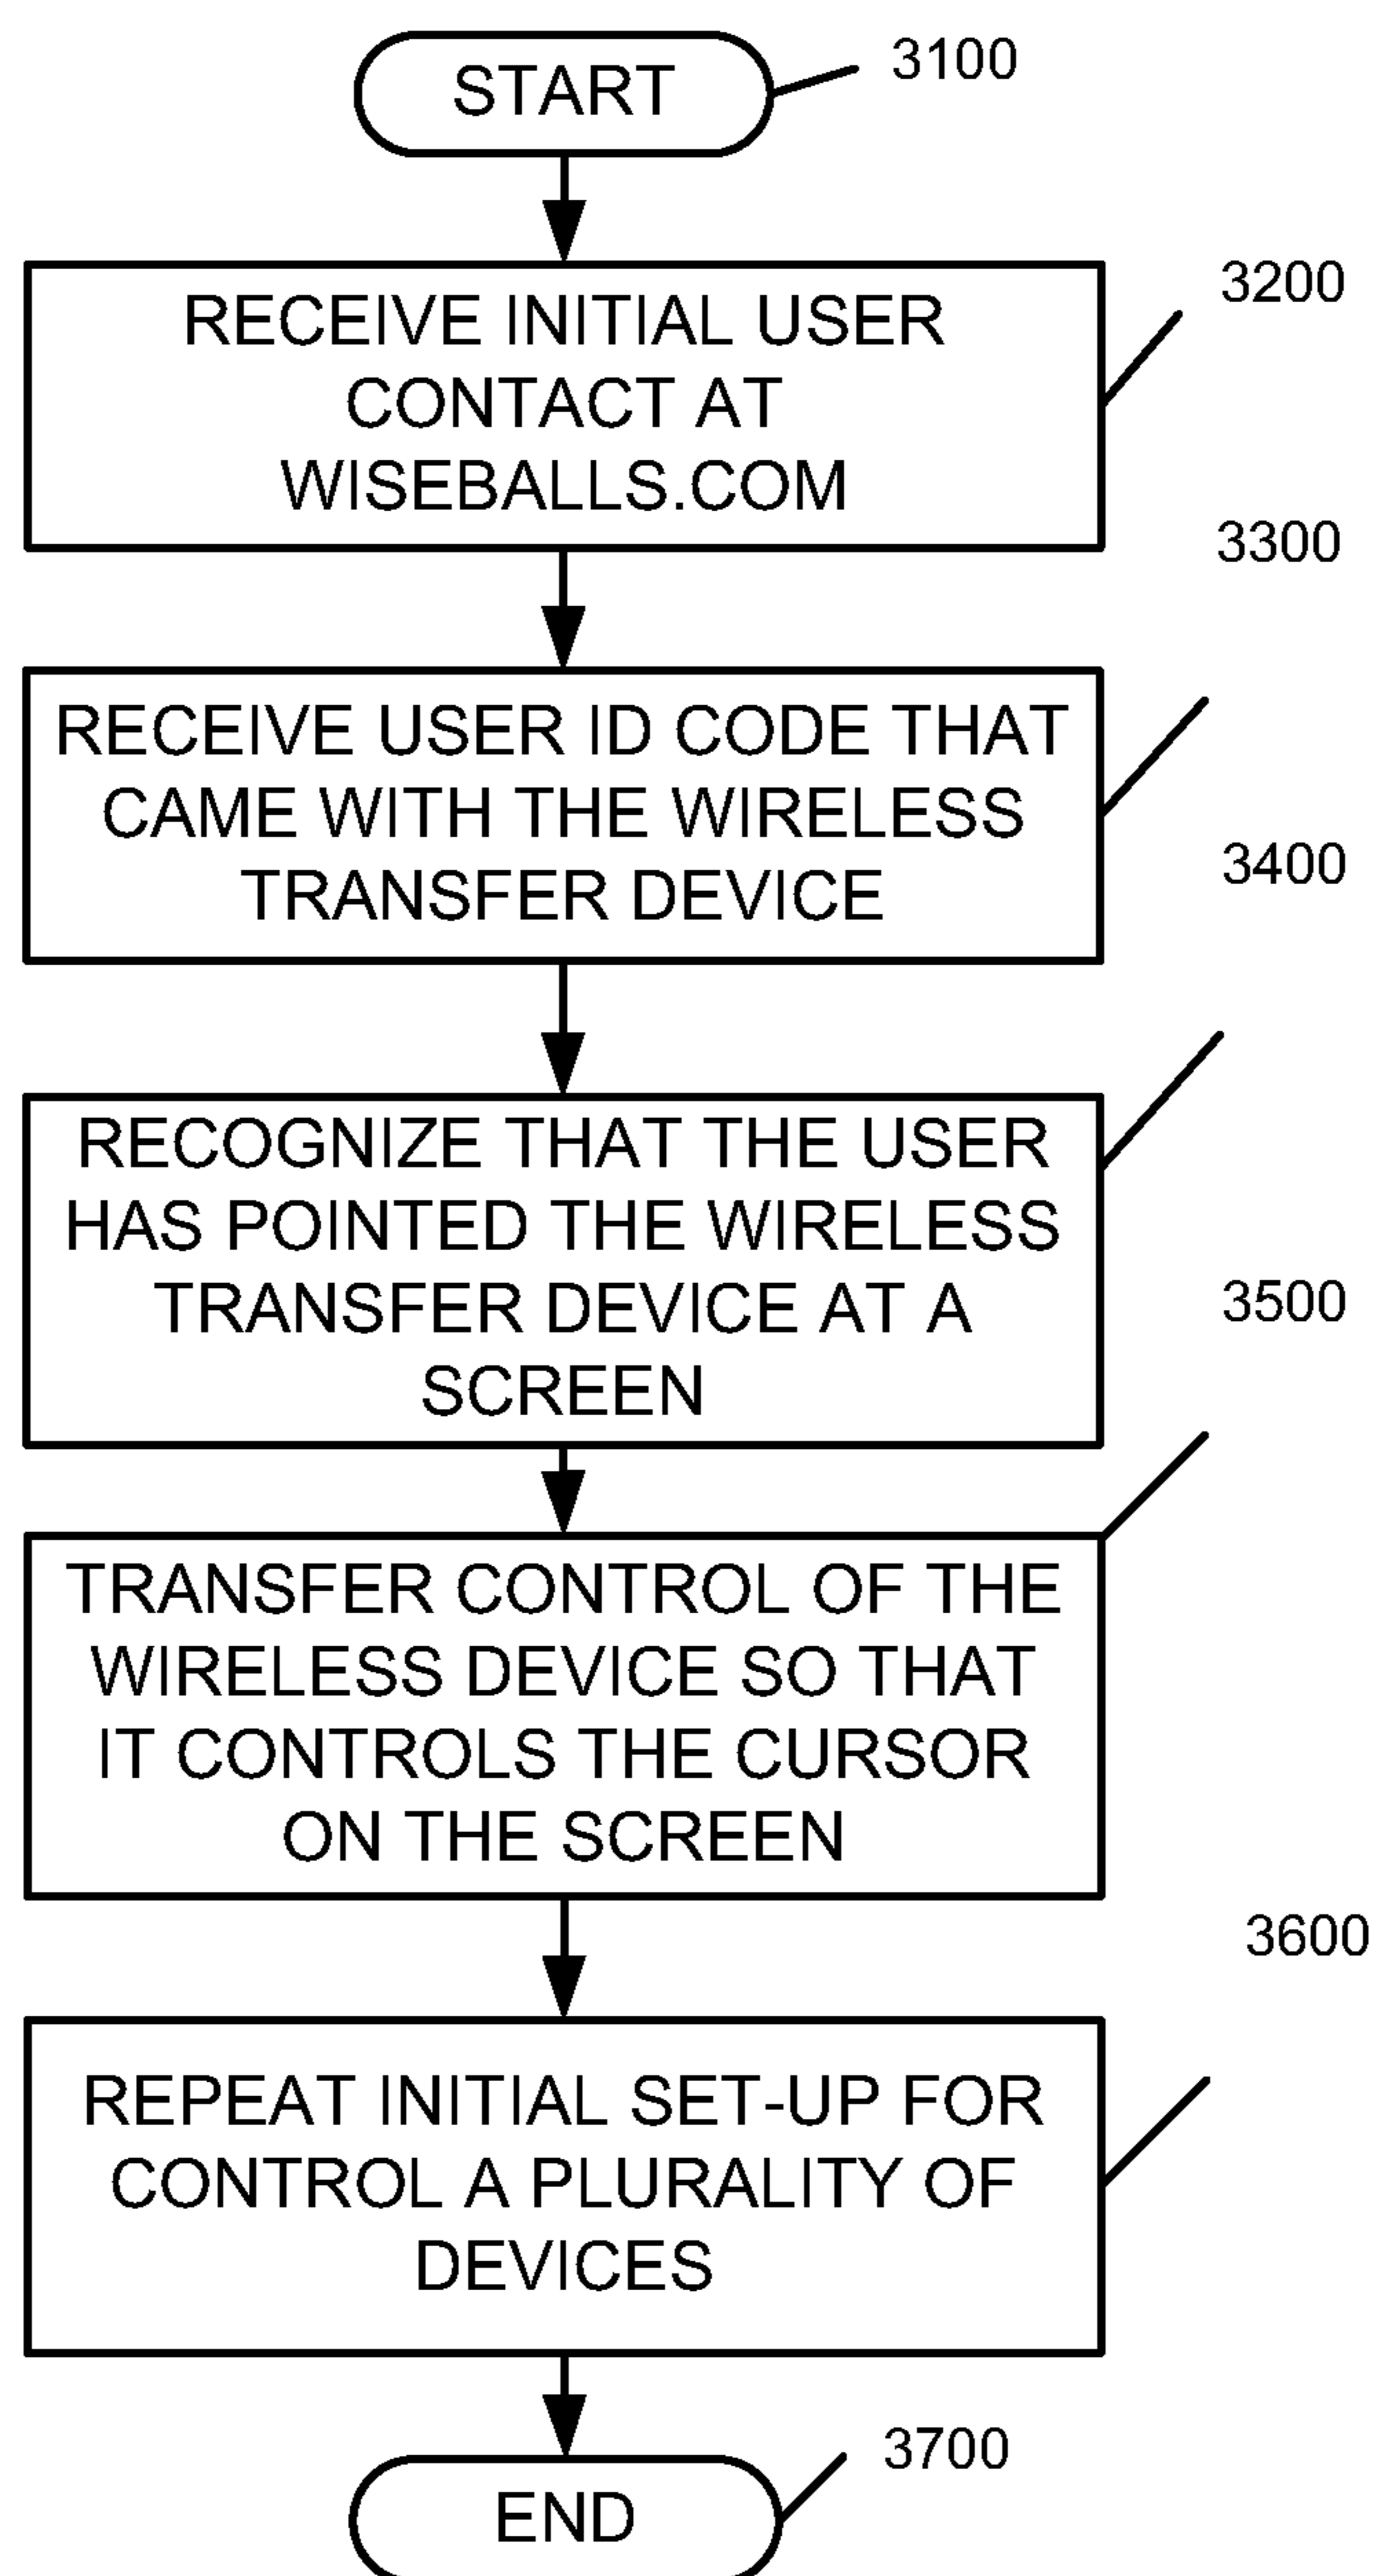 START
3100
3200
RECEIVE INITIAL USER
CONTACT AT
WISEBALLS.COM
3300
RECEIVE USER ID CODE THAT
CAME WITH THE WIRELESS
TRANSFER DEVICE
3400
RECOGNIZE THAT THE USER
HAS POINTED THE WIRELESS
TRANSFER DEVICE AT A
SCREEN
3500
TRANSFER CONTROL OF THE
WIRELESS DEVICE SO THAT
IT CONTROLS THE CURSOR
ON THE SCREEN
3600
REPEAT INITIAL SET-UP FOR
CONTROL A PLURALITY OF
DEVICES
3700
END